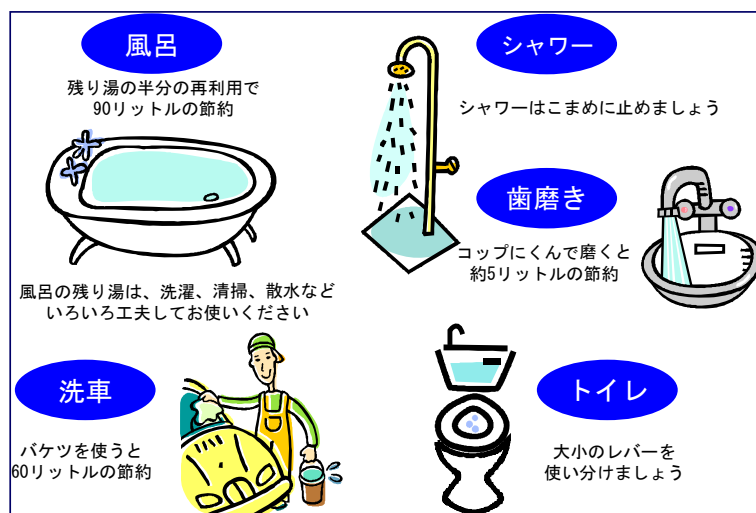 風呂
残り湯の半分の再利用で
90リットルの節約
風呂の残り湯は、洗濯、清掃、散水など
いろいろ工夫してお使いください
シャワー
シャワーはこまめに止めましょう
歯磨き
コップにくんで磨くと
約5リットルの節約
洗車
バケツを使うと
60リットルの節約
トイレ
大小のレバーを
使い分けましょう